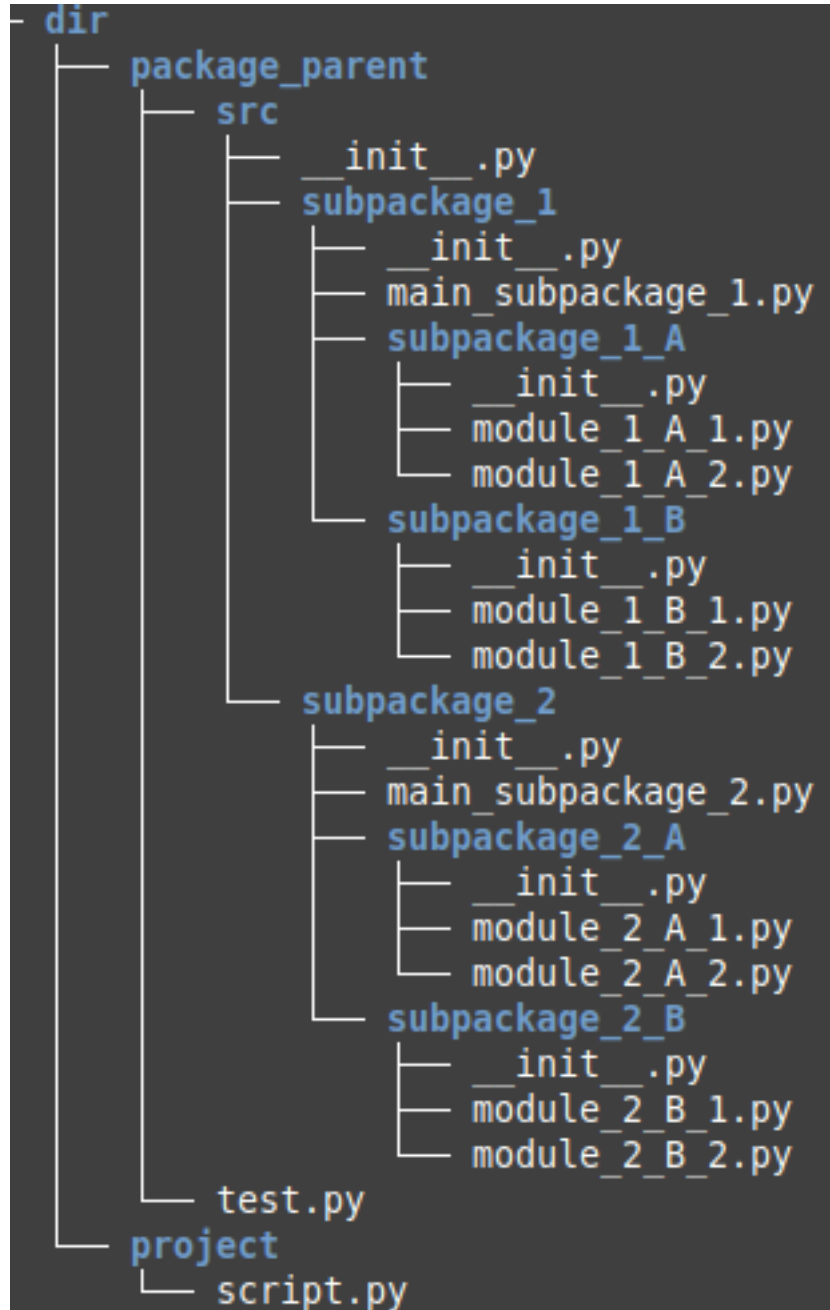 dir
package_parent
src
__init__.py
subpackage_1
__init__.py
main_subpackage_1.py
subpackage_1_A
__init__.py
module_1_A_1.py
module_1_A_2.py
subpackage_1_B
__init__.py
module_1_B_1.py
module_1_B_2.py
subpackage_2
__init__.py
main_subpackage_2.py
subpackage_2_A
__init__.py
module_2_A_1.py
module_2_A_2.py
subpackage_2_B
__init__.py
module_2_B_1.py
module_2_B_2.py
test.py
project
script.py